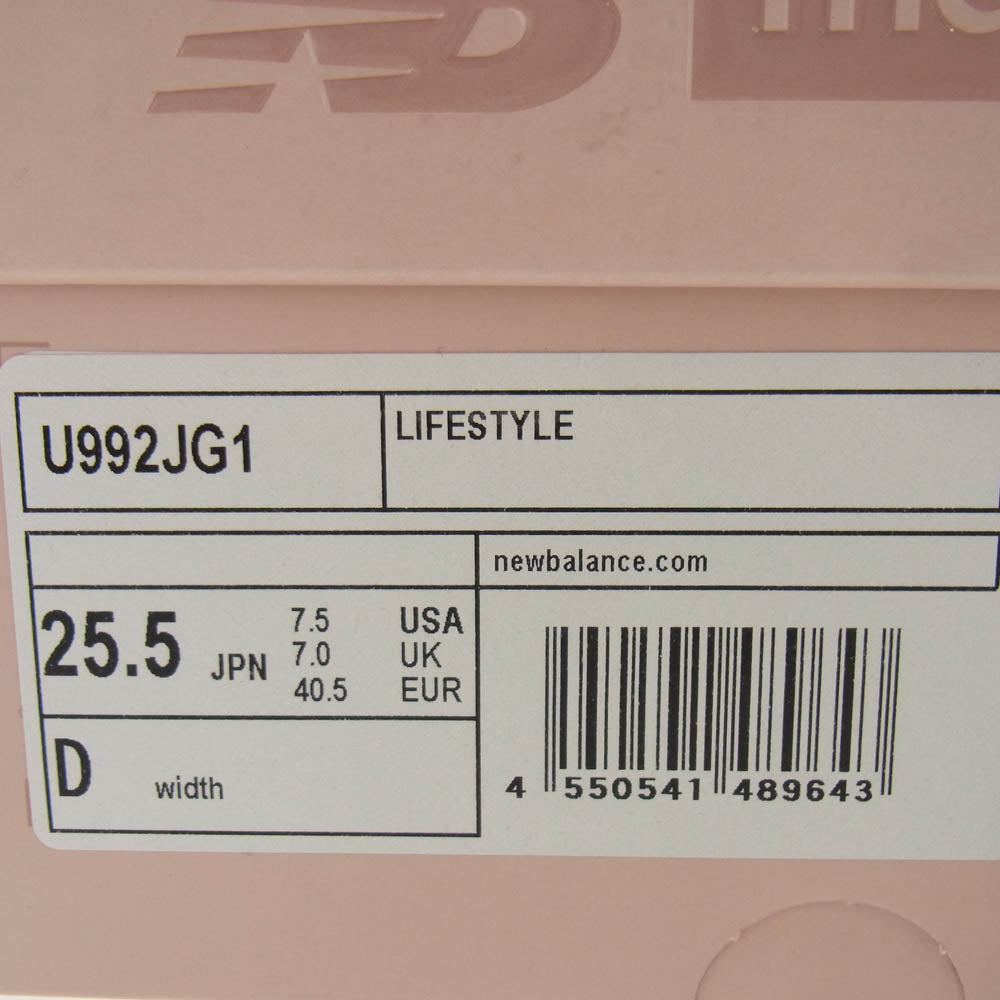 U992JG1
LIFESTYLE
newbalance.com
25.5 JPN
7.5 USA
7.0 UK
40.5 EUR
D width
4 550541 489643